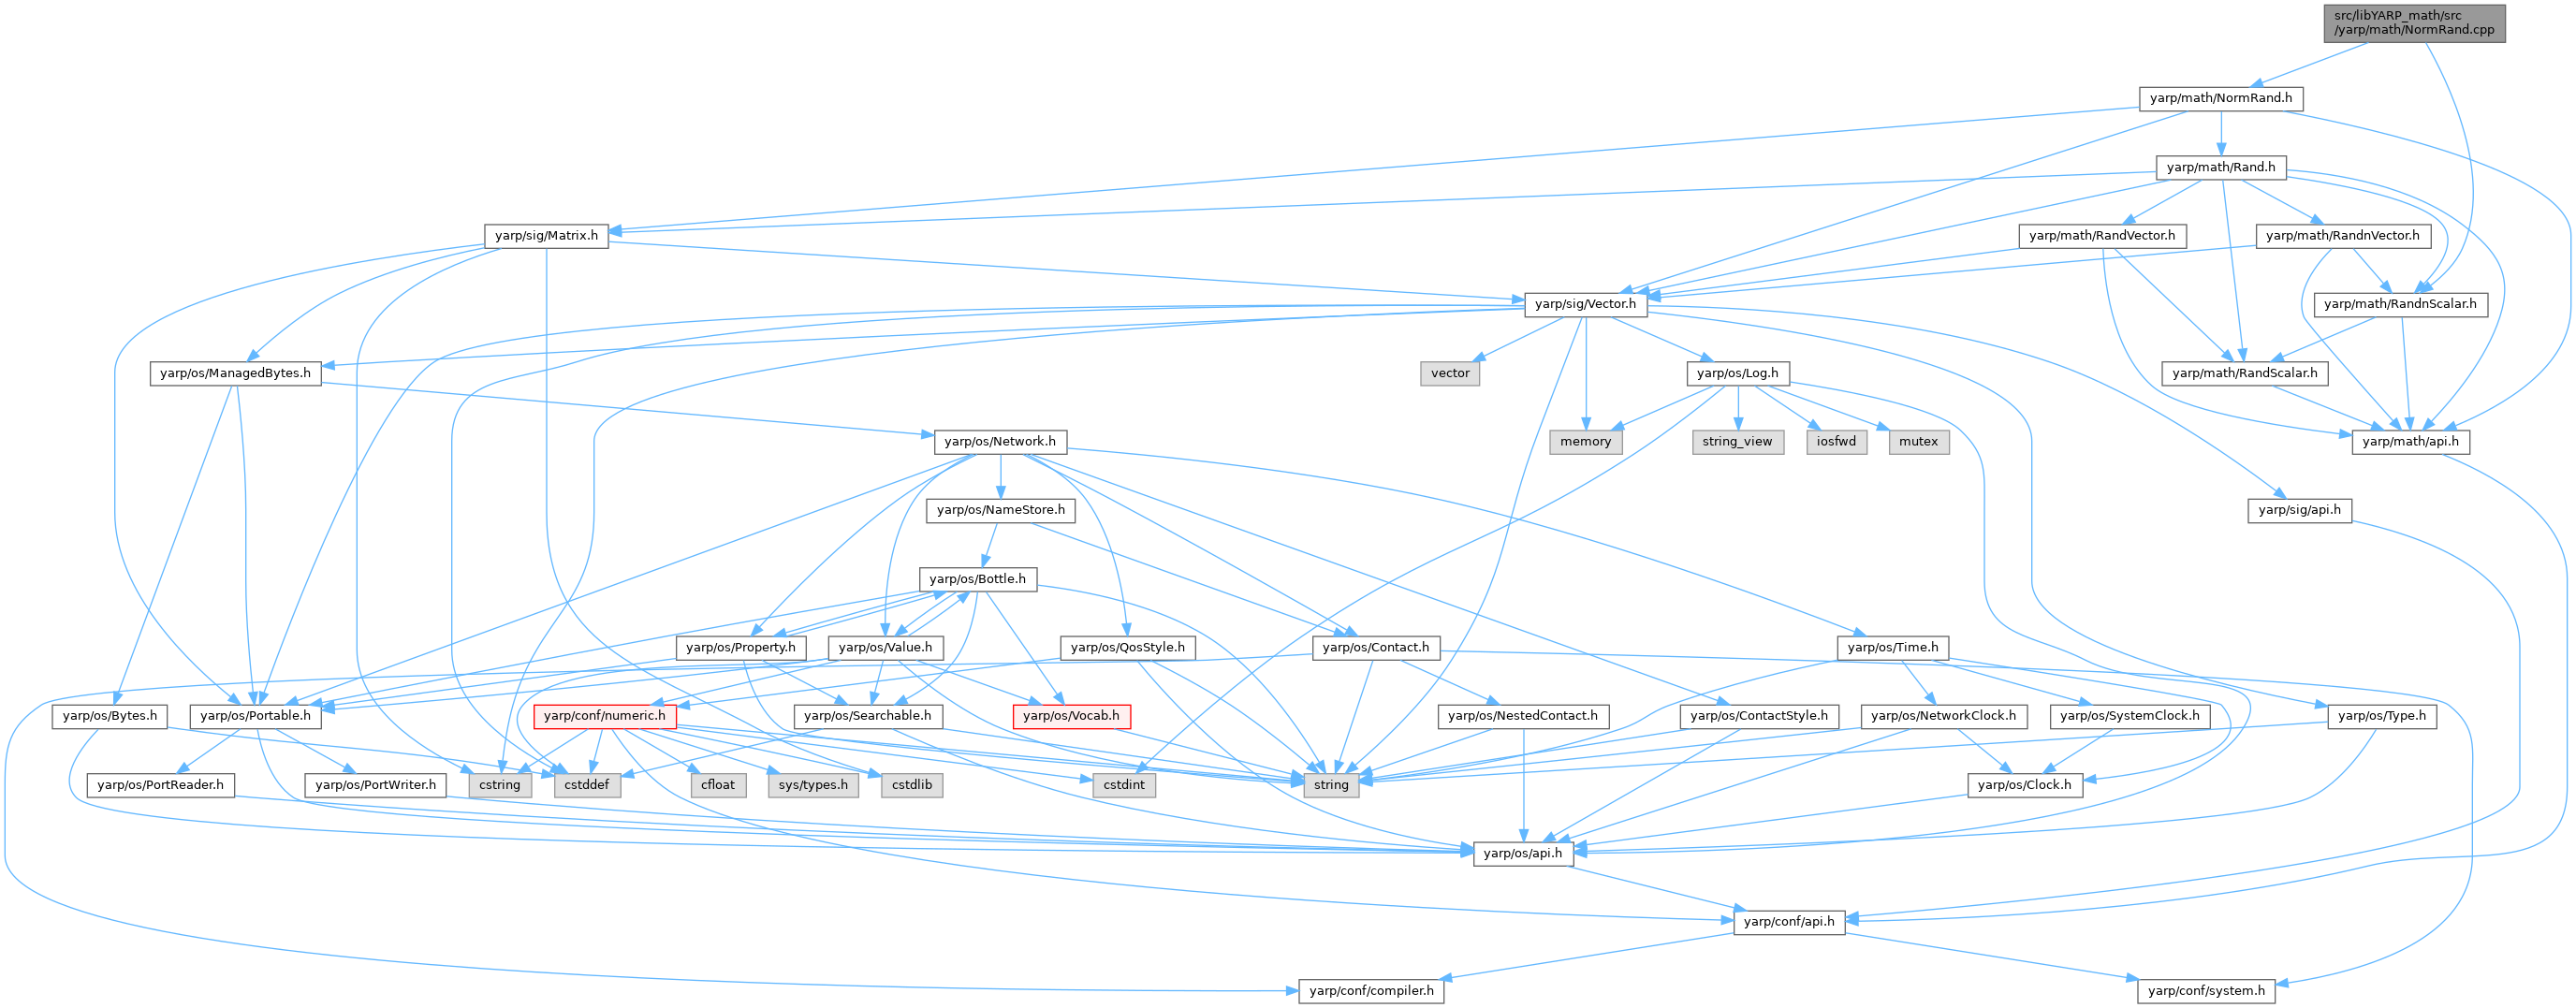 src/libYARP_math/src
/yarp/math/NormRand.cpp
yarp/math/NormRand.h
yarp/math/Rand.h
yarp/sig/Matrix.h
yarp/math/RandVector.h
yarp/math/RandnVector.h
yarp/sig/Vector.h
yarp/math/RandnScalar.h
yarp/os/ManagedBytes.h
vector
yarp/os/Log.h
yarp/math/RandScalar.h
yarp/os/Network.h
memory
string_view
iosfwd
mutex
yarp/math/api.h
yarp/os/NameStore.h
yarp/sig/api.h
yarp/os/Bottle.h
yarp/os/Property.h
yarp/os/Value.h
yarp/os/QosStyle.h
yarp/os/Contact.h
yarp/os/Time.h
yarp/os/Bytes.h
yarp/os/Portable.h
yarp/conf/numeric.h
yarp/os/Searchable.h
yarp/os/Vocab.h
yarp/os/NestedContact.h
yarp/os/ContactStyle.h
yarp/os/NetworkClock.h
yarp/os/SystemClock.h
yarp/os/Type.h
yarp/os/PortReader.h
yarp/os/PortWriter.h
cstring
cstddef
cfloat
sys/types.h
cstdlib
cstdint
string
yarp/os/Clock.h
yarp/os/api.h
yarp/conf/api.h
yarp/conf/compiler.h
yarp/conf/system.h